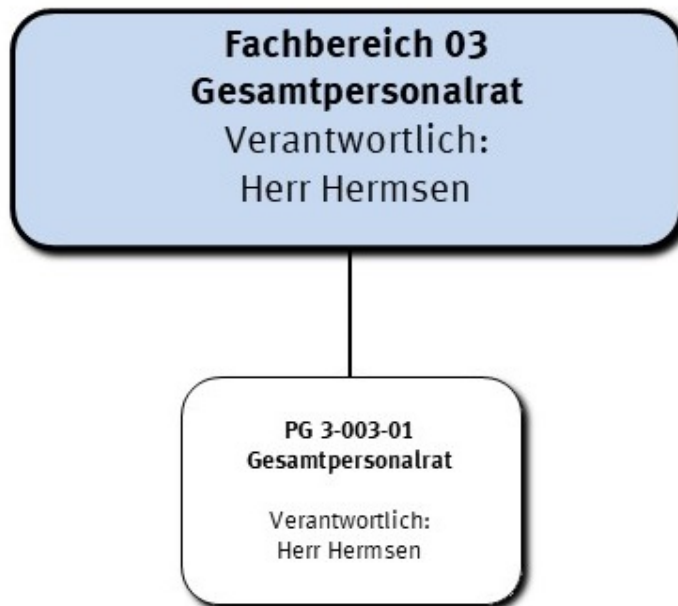 Fachbereich 03
Gesamtpersonalrat
Verantwortlich:
Herr Hermsen
PG 3-003-01
Gesamtpersonalrat
Verantwortlich:
Herr Hermsen